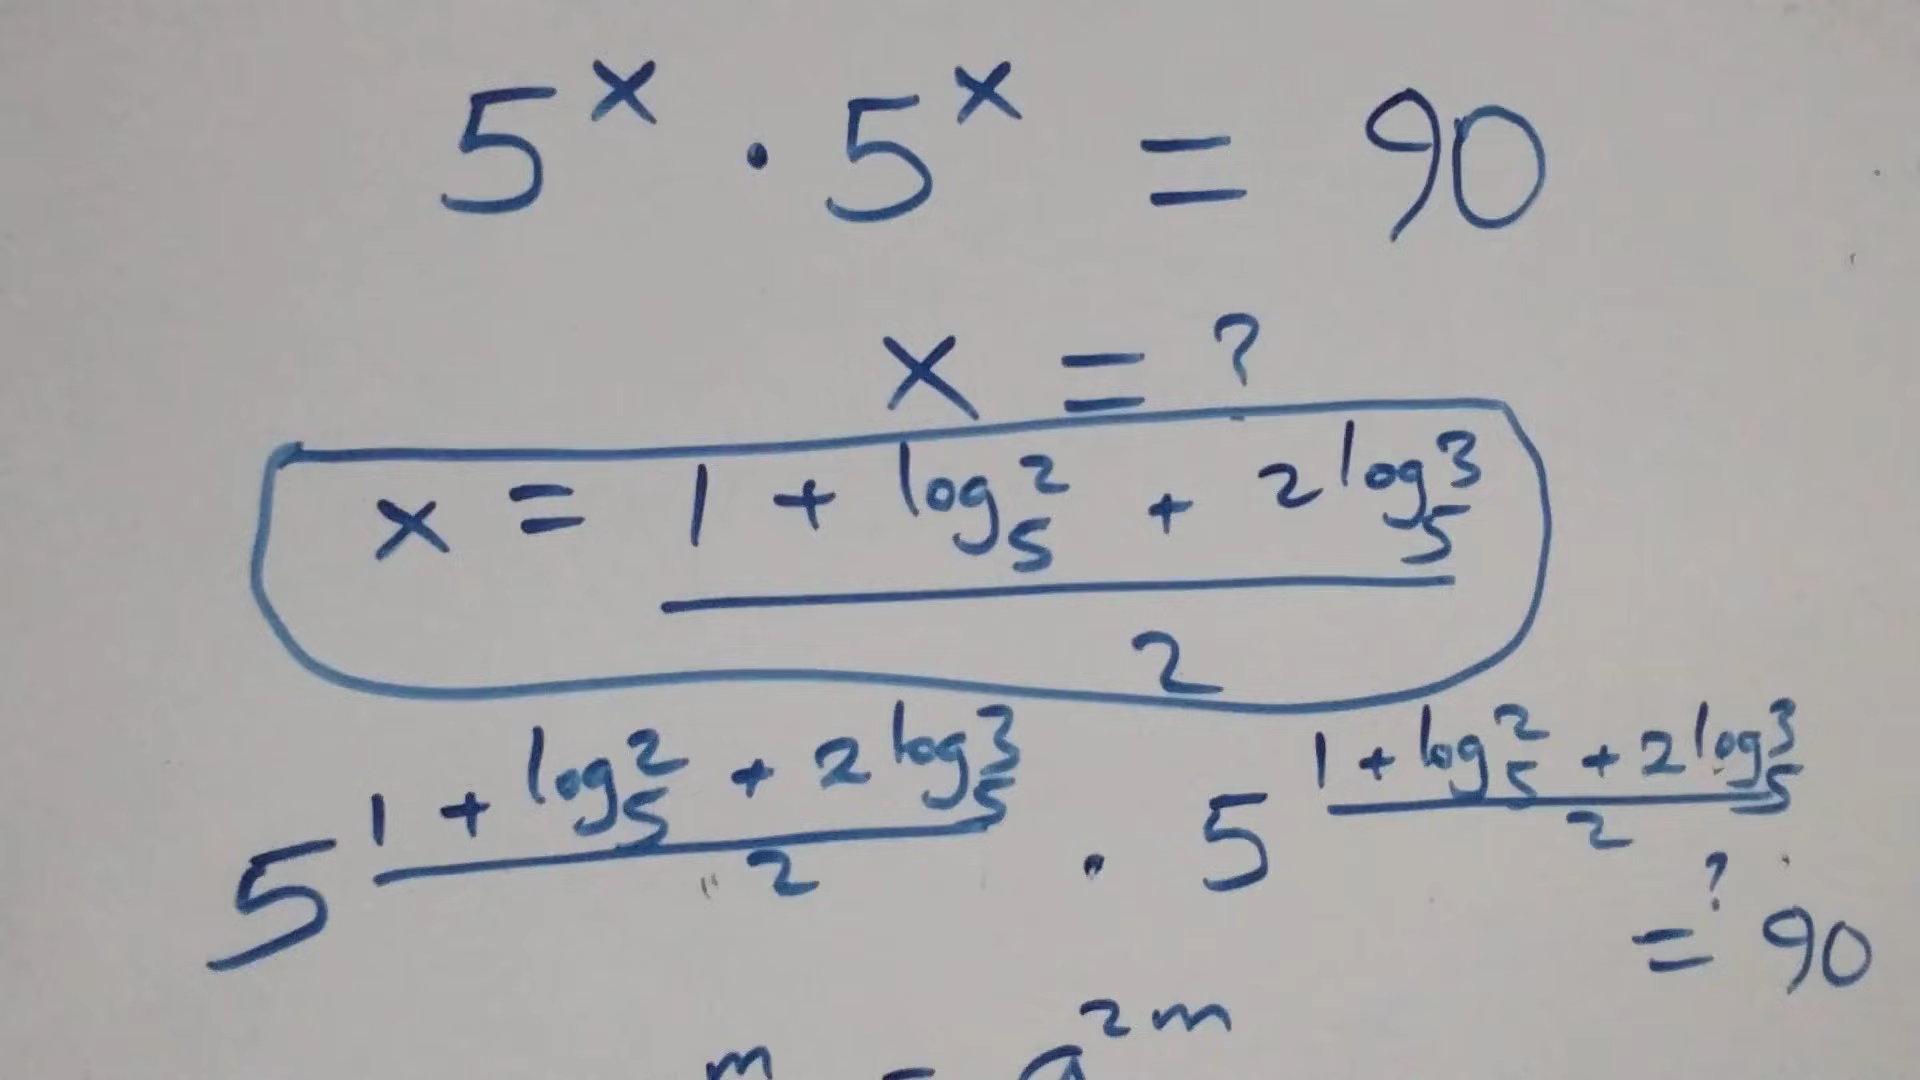 5^x · 5^x = 90
x = ?
x = (1 + log_5^2 + 2 log_5^3) / 2
5^((1 + log_5^2 + 2 log_5^3) / 2) · 5^((1 + log_5^2 + 2 log_5^3) / 2)
=^? 90
m = a^2m